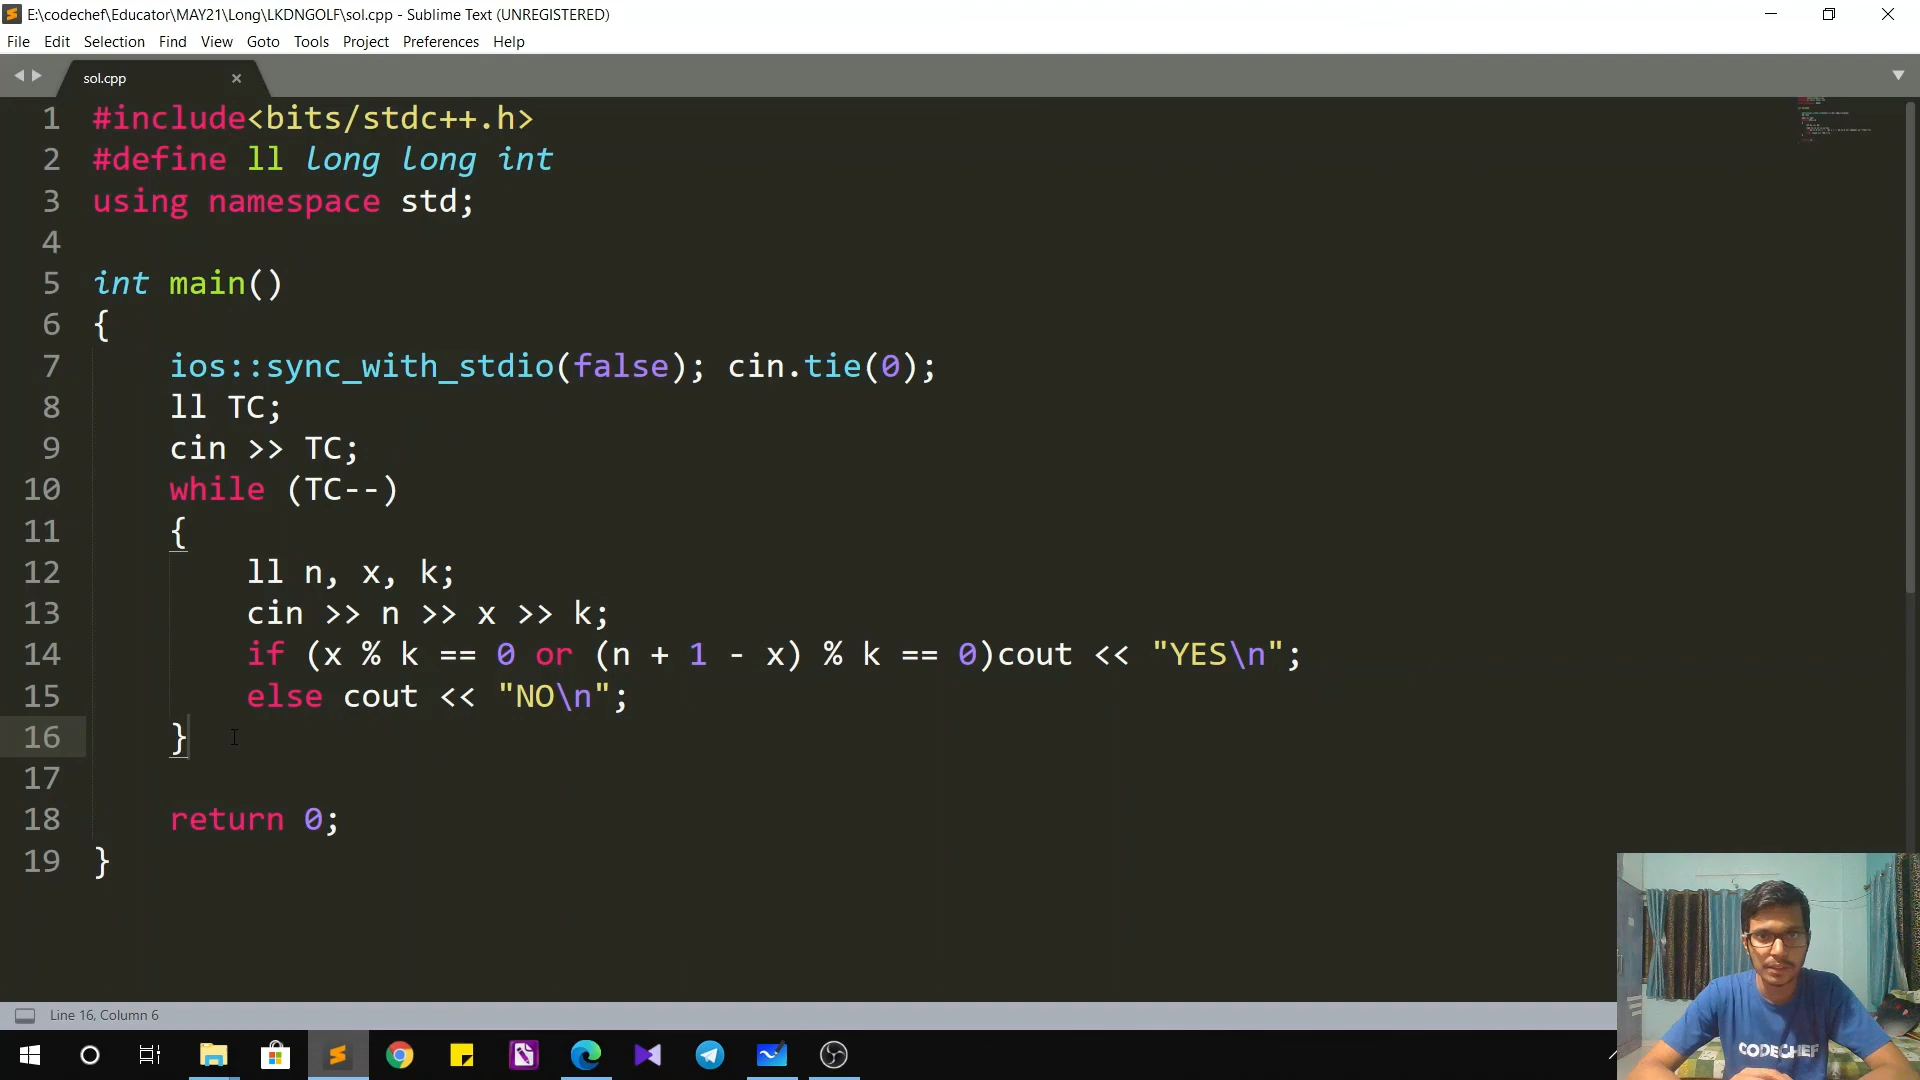 E:\codechef\Educator\MAY21\Long\LKDNGOLF\sol.cpp - Sublime Text (UNREGISTERED)
File Edit Selection Find View Goto Tools Project Preferences Help
sol.cpp
1 #include<bits/stdc++.h>
2 #define ll long long int
3 using namespace std;
4
5 int main()
6 {
7 ios::sync_with_stdio(false); cin.tie(0);
8 ll TC;
9 cin >> TC;
10 while (TC--)
11 {
12 ll n, x, k;
13 cin >> n >> x >> k;
14 if (x % k == 0 or (n + 1 - x) % k == 0)cout << "YES\n";
15 else cout << "NO\n";
16 }
17
18 return 0;
19 }
Line 16, Column 6
CODECHEF